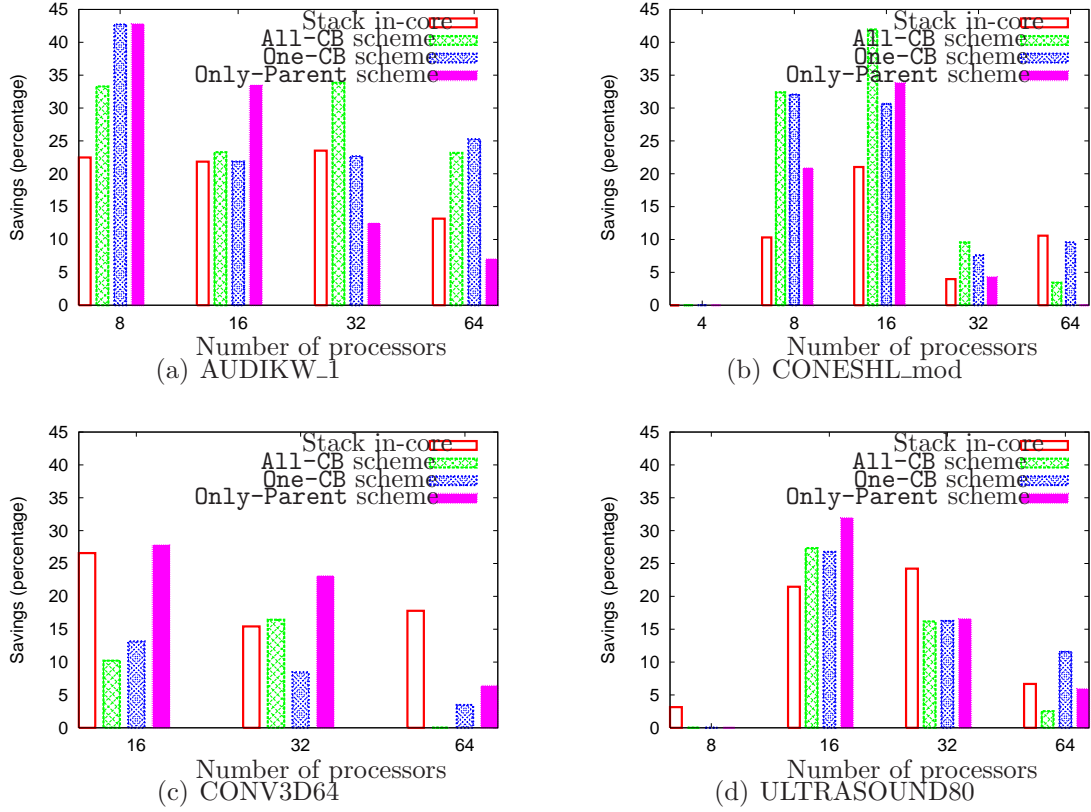 45
40
35
30
25
20
15
10
5
0
Savings (percentage)
Stack in-core
All-CB scheme
One-CB scheme
Only-Parent scheme
8 16 32 64
Number of processors
(a) AUDIKW_1
45
40
35
30
25
20
15
10
5
0
Savings (percentage)
Stack in-core
All-CB scheme
One-CB scheme
Only-Parent scheme
4 8 16 32 64
Number of processors
(b) CONESHL_mod
45
40
35
30
25
20
15
10
5
0
Savings (percentage)
Stack in-core
All-CB scheme
One-CB scheme
Only-Parent scheme
16 32 64
Number of processors
(c) CONV3D64
45
40
35
30
25
20
15
10
5
0
Savings (percentage)
Stack in-core
All-CB scheme
One-CB scheme
Only-Parent scheme
8 16 32 64
Number of processors
(d) ULTRASOUND80